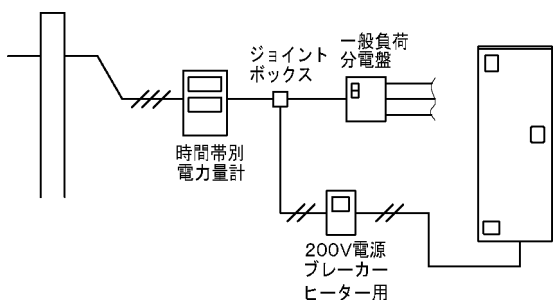 ジョイント
ボックス
一般負荷
分電盤
時間帯別
電力量計
200V電源
ブレーカー
ヒーター用